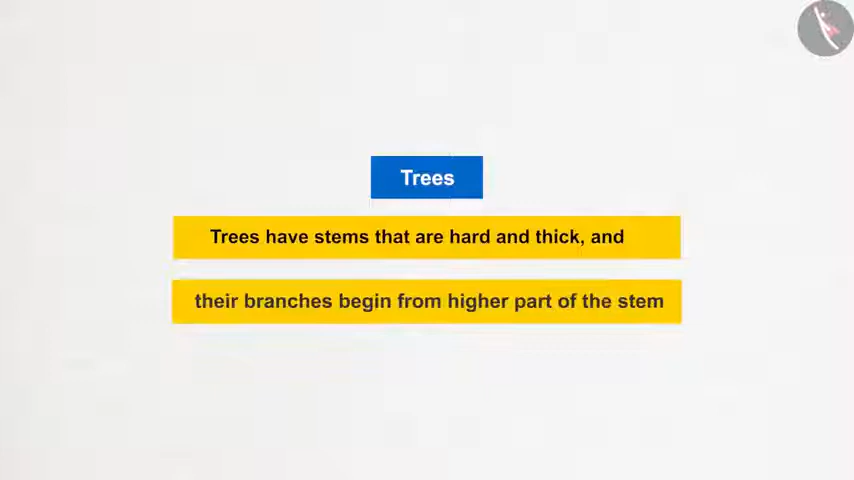 Trees
Trees have stems that are hard and thick, and
their branches begin from higher part of the stem